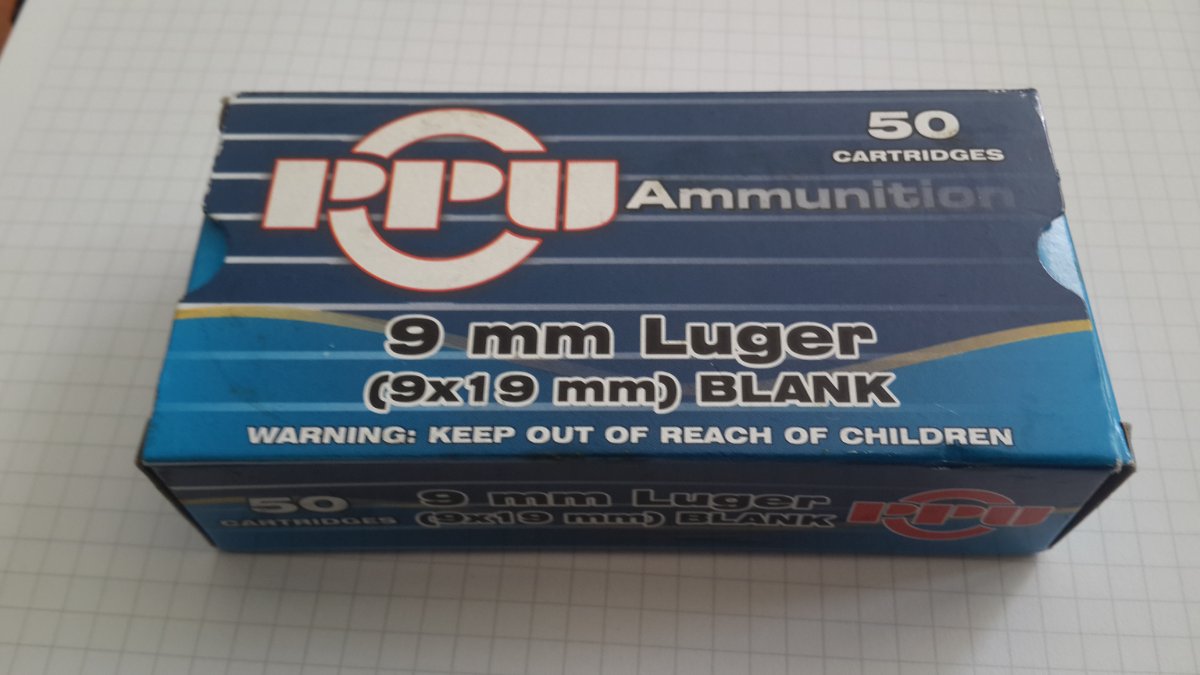 50
CARTRIDGES
PPU Ammunition
9 mm Luger
(9x19 mm) BLANK
WARNING: KEEP OUT OF REACH OF CHILDREN
50
CARTRIDGES
9 mm Luger
(9x19 mm) BLANK
PPU